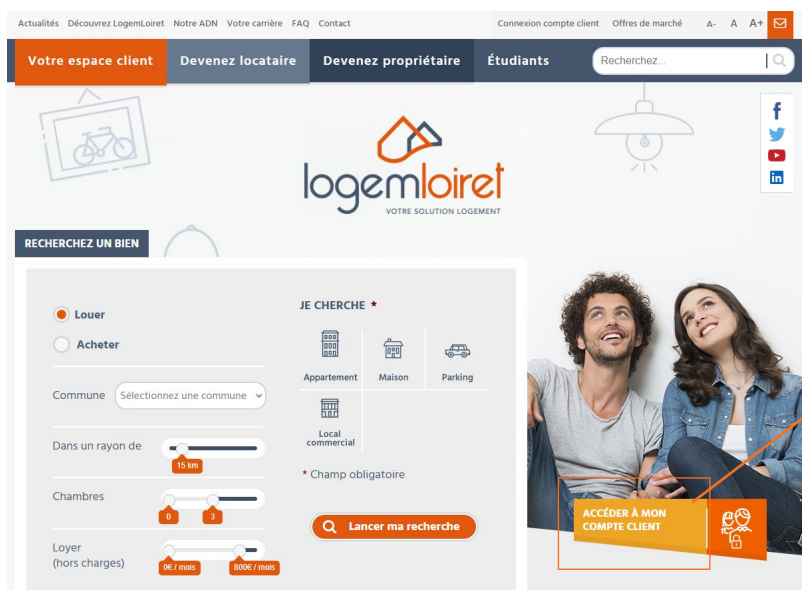 Actualités Découvrez LogemLoiret Notre ADN Votre carrière FAQ Contact Connexion compte client Offres de marché A- A A+
Votre espace client Devenez locataire Devenez propriétaire Étudiants Recherchez...
logemloiret
VOTRE SOLUTION LOGEMENT
RECHERCHEZ UN BIEN
Louer
Acheter
Commune Sélectionnez une commune
Dans un rayon de
15 km
Chambres
0 3
Loyer
(hors charges)
0€ / mois 800€ / mois
JE CHERCHE *
Appartement Maison Parking
Local
commercial
* Champ obligatoire
Lancer ma recherche
ACCÉDER À MON
COMPTE CLIENT
f
in